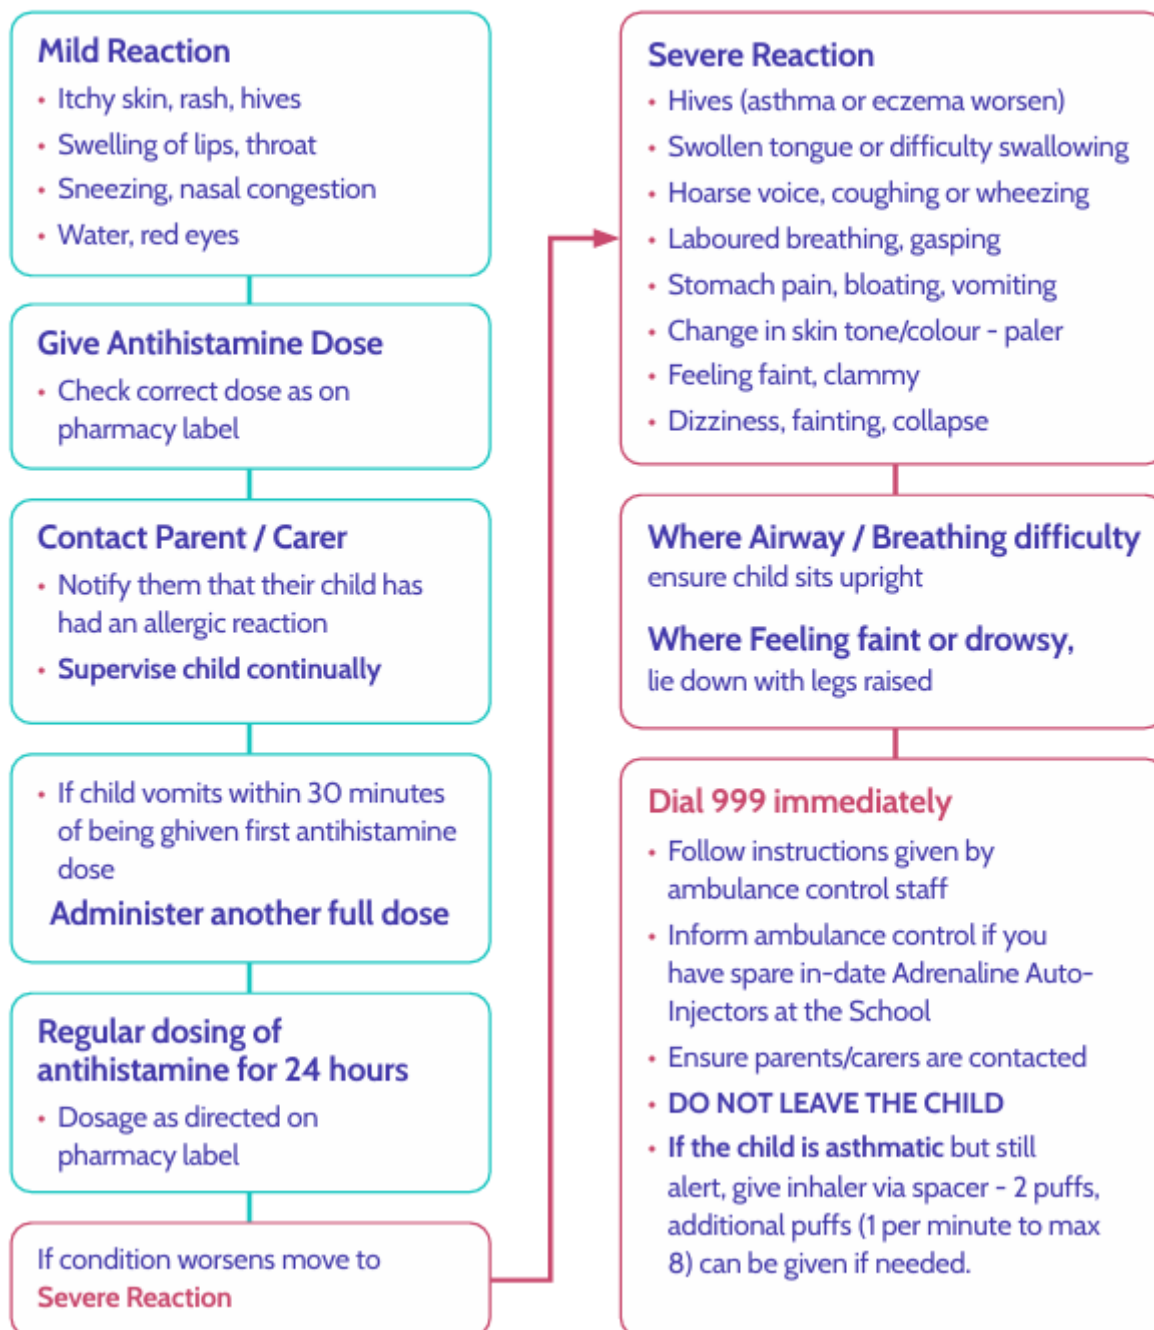 Mild Reaction
• Itchy skin, rash, hives
• Swelling of lips, throat
• Sneezing, nasal congestion
• Water, red eyes
Give Antihistamine Dose
• Check correct dose as on
pharmacy label
Contact Parent / Carer
• Notify them that their child has
had an allergic reaction
• Supervise child continually
• If child vomits within 30 minutes
of being ghiven first antihistamine
dose
Administer another full dose
Regular dosing of
antihistamine for 24 hours
• Dosage as directed on
pharmacy label
If condition worsens move to
Severe Reaction
Severe Reaction
• Hives (asthma or eczema worsen)
• Swollen tongue or difficulty swallowing
• Hoarse voice, coughing or wheezing
• Laboured breathing, gasping
• Stomach pain, bloating, vomiting
• Change in skin tone/colour - paler
• Feeling faint, clammy
• Dizziness, fainting, collapse
Where Airway / Breathing difficulty
ensure child sits upright
Where Feeling faint or drowsy,
lie down with legs raised
Dial 999 immediately
• Follow instructions given by
ambulance control staff
• Inform ambulance control if you
have spare in-date Adrenaline Auto-
Injectors at the School
• Ensure parents/carers are contacted
• DO NOT LEAVE THE CHILD
• If the child is asthmatic but still
alert, give inhaler via spacer - 2 puffs,
additional puffs (1 per minute to max
8) can be given if needed.